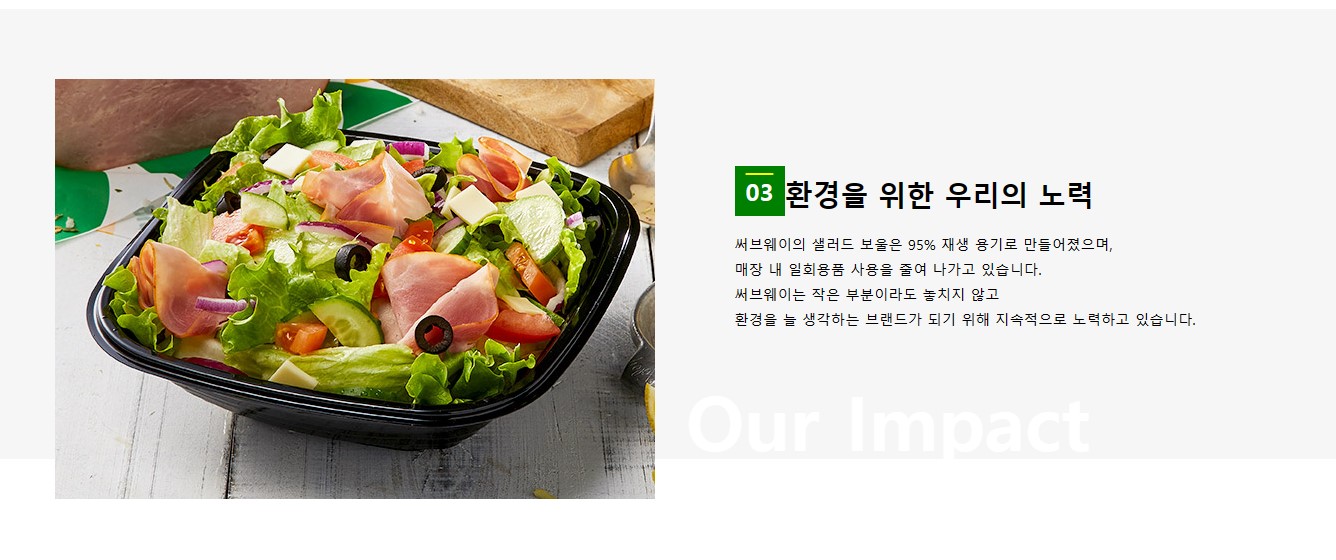 03 환경을 위한 우리의 노력
써브웨이의 샐러드 보울은 95% 재생 용기로 만들어졌으며,
매장 내 일회용품 사용을 줄여 나가고 있습니다.
써브웨이는 작은 부분이라도 놓치지 않고
환경을 늘 생각하는 브랜드가 되기 위해 지속적으로 노력하고 있습니다.
Our Impact